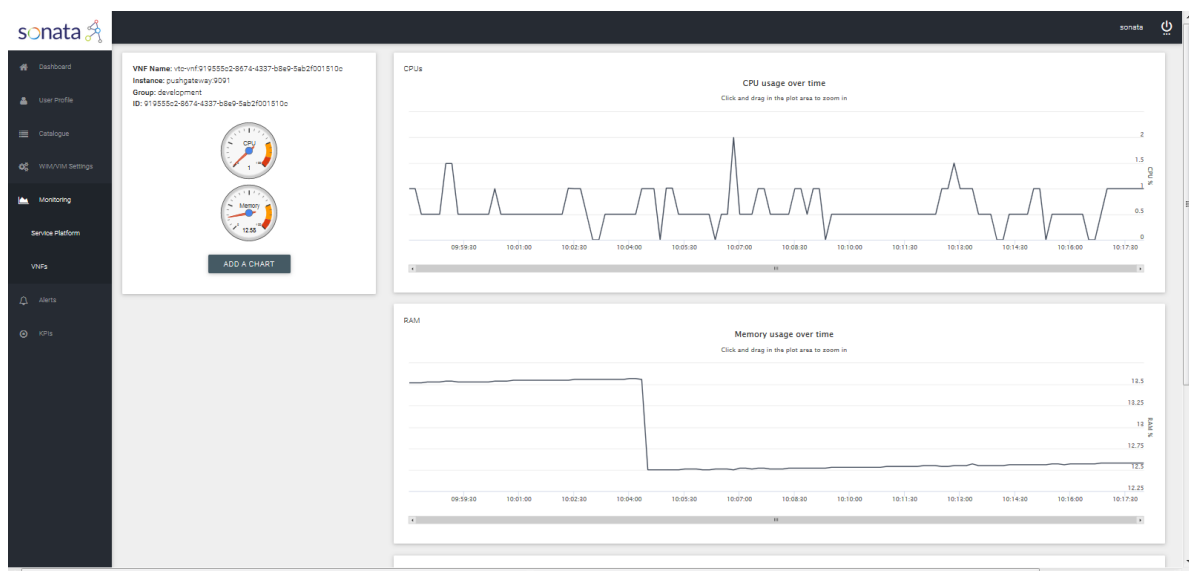 sonata
sonata
Dashboard
User Profile
Catalogue
WIM/VIM Settings
Monitoring
Service Platform
VNFs
Alerts
KPIs
VNF Name: vtc-vnf:919555c2-8674-4337-b8e9-5ab2f001510c
Instance: pushgateway:9091
Group: development
ID: 919555c2-8674-4337-b8e9-5ab2f001510c
CPU
1
Memory
12.58
ADD A CHART
CPUs
CPU usage over time
Click and drag in the plot area to zoom in
2
1.5
1
0.5
0
CPU %
09:59:30 10:01:00 10:02:30 10:04:00 10:05:30 10:07:00 10:08:30 10:10:00 10:11:30 10:13:00 10:14:30 10:16:00 10:17:30
RAM
Memory usage over time
Click and drag in the plot area to zoom in
13.5
13.25
13
12.75
12.5
12.25
RAM %
09:59:30 10:01:00 10:02:30 10:04:00 10:05:30 10:07:00 10:08:30 10:10:00 10:11:30 10:13:00 10:14:30 10:16:00 10:17:30